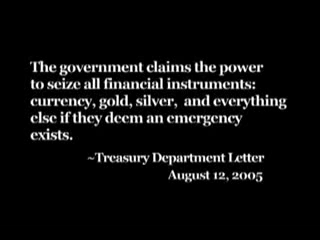 The government claims the power
to seize all financial instruments:
currency, gold, silver,  and everything
else if they deem an emergency
exists.
~Treasury Department Letter
August 12, 2005